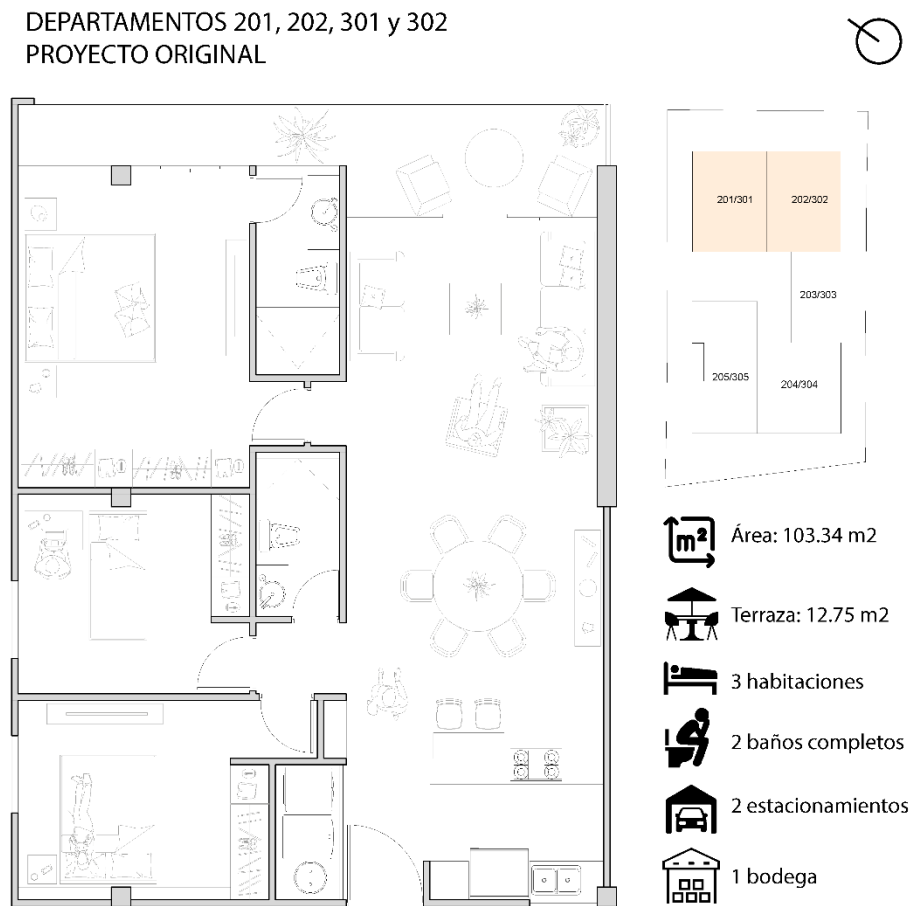 DEPARTAMENTOS 201, 202, 301 y 302
PROYECTO ORIGINAL
201/301
202/302
203/303
205/305
204/304
m²
Área: 103.34 m2
Terraza: 12.75 m2
3 habitaciones
2 baños completos
2 estacionamientos
1 bodega